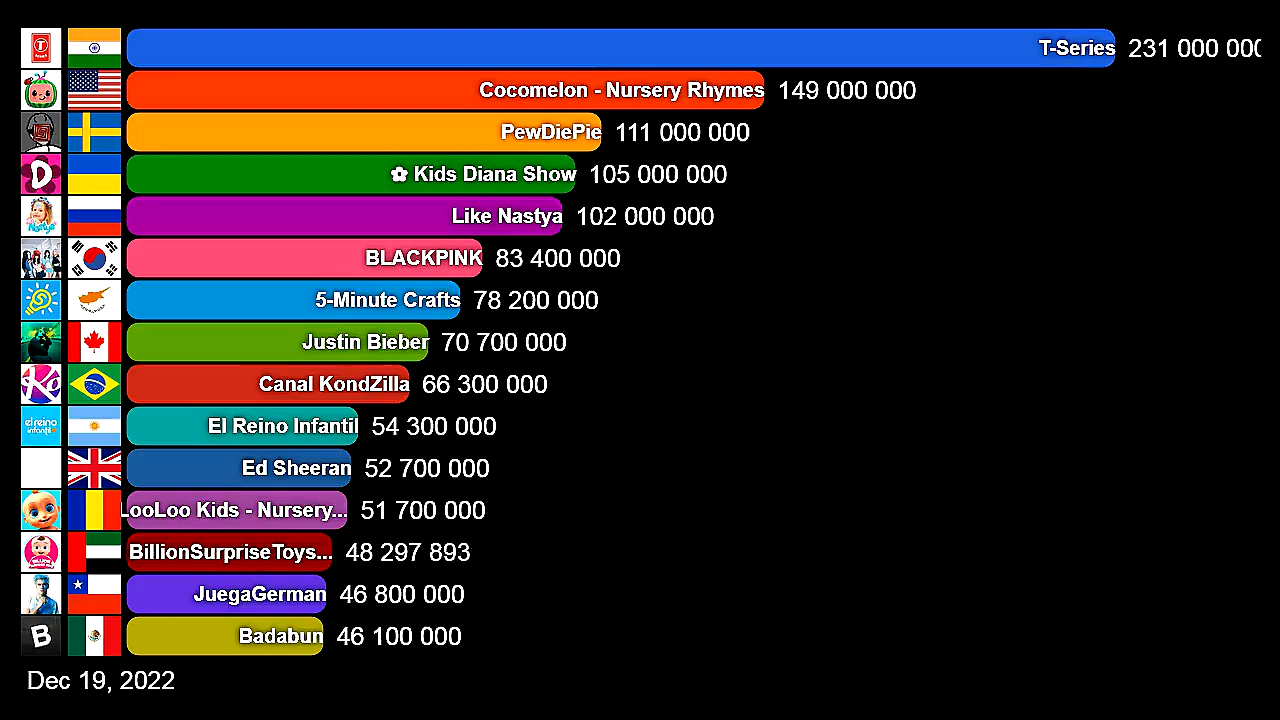 T-Series 231 000 000
Cocomelon - Nursery Rhymes 149 000 000
PewDiePie 111 000 000
✿ Kids Diana Show 105 000 000
Like Nastya 102 000 000
BLACKPINK 83 400 000
5-Minute Crafts 78 200 000
Justin Bieber 70 700 000
Canal KondZilla 66 300 000
el reino infantil El Reino Infantil 54 300 000
Ed Sheeran 52 700 000
LooLoo Kids - Nursery... 51 700 000
BillionSurpriseToys... 48 297 893
JuegaGerman 46 800 000
B Badabun 46 100 000
Dec 19, 2022